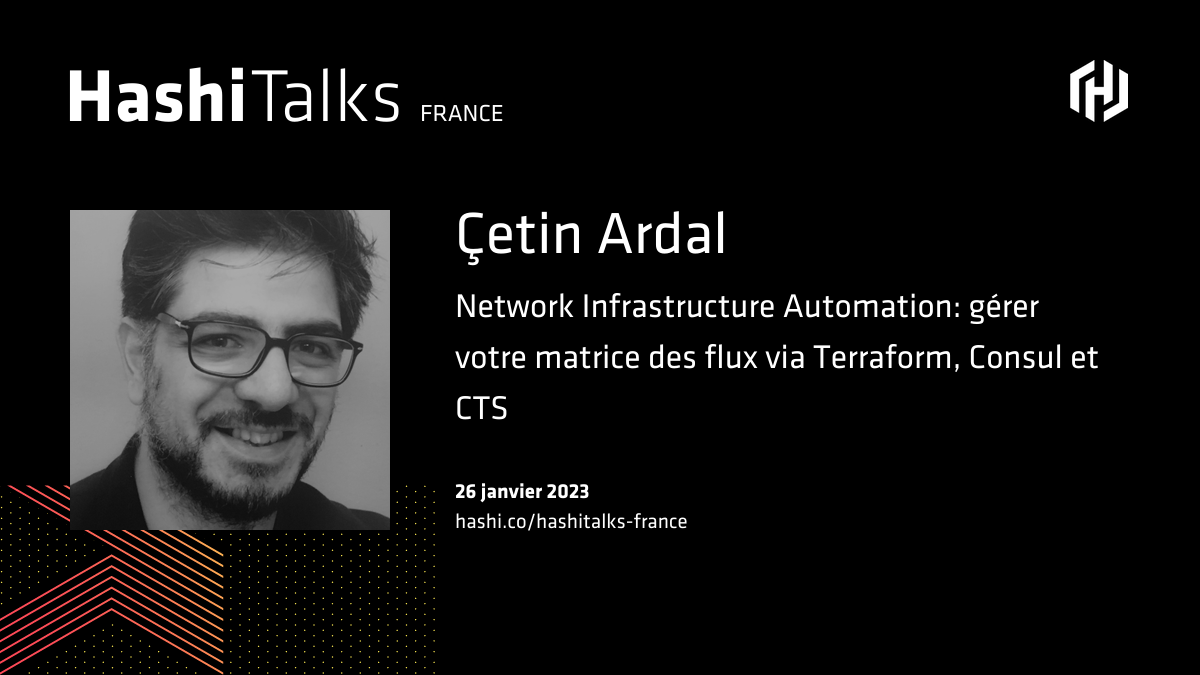 HashiTalks FRANCE
Çetin Ardal
Network Infrastructure Automation: gérer
votre matrice des flux via Terraform, Consul et
CTS
26 janvier 2023
hashi.co/hashitalks-france